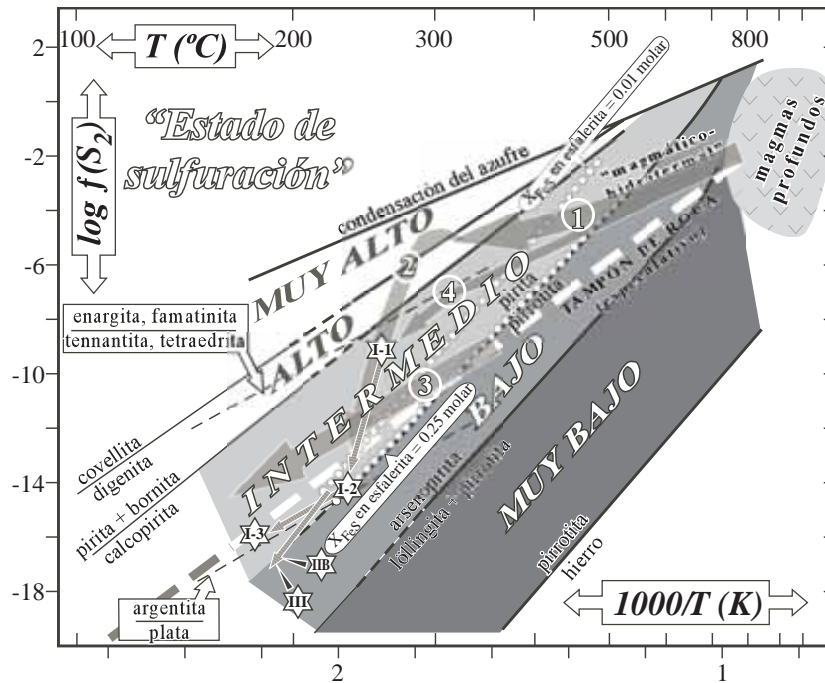 100
T (ºC)
200
300
500
800
2
-2
-6
-10
-14
-18
log f(S2)
“Estado de
sulfuración”
condensación del azufre
XFeS en esfalerita = 0.01 molar
"magmático-
hidrotermal"
magmas
profundos
MUY ALTO
ALTO
INTERMEDIO
BAJO
MUY BAJO
1
2
3
4
pirita
pirrotita
TAMPÓN DE ROCA
enargita, famatinita
tennantita, tetraedrita
I-1
I-2
I-3
IIB
III
XFeS en esfalerita = 0.25 molar
arsenopirita
löllingita + pirrotita
covellita
digenita
pirita + bornita
calcopirita
argentita
plata
pirrotita
hierro
1000/T (K)
2
1